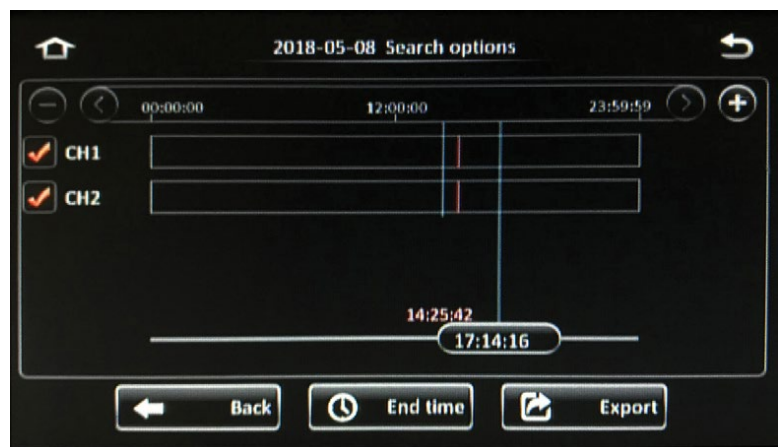 2018-05-08 Search options
00:00:00 12:00:00 23:59:59
CH1
CH2
14:25:42
17:14:16
Back End time Export